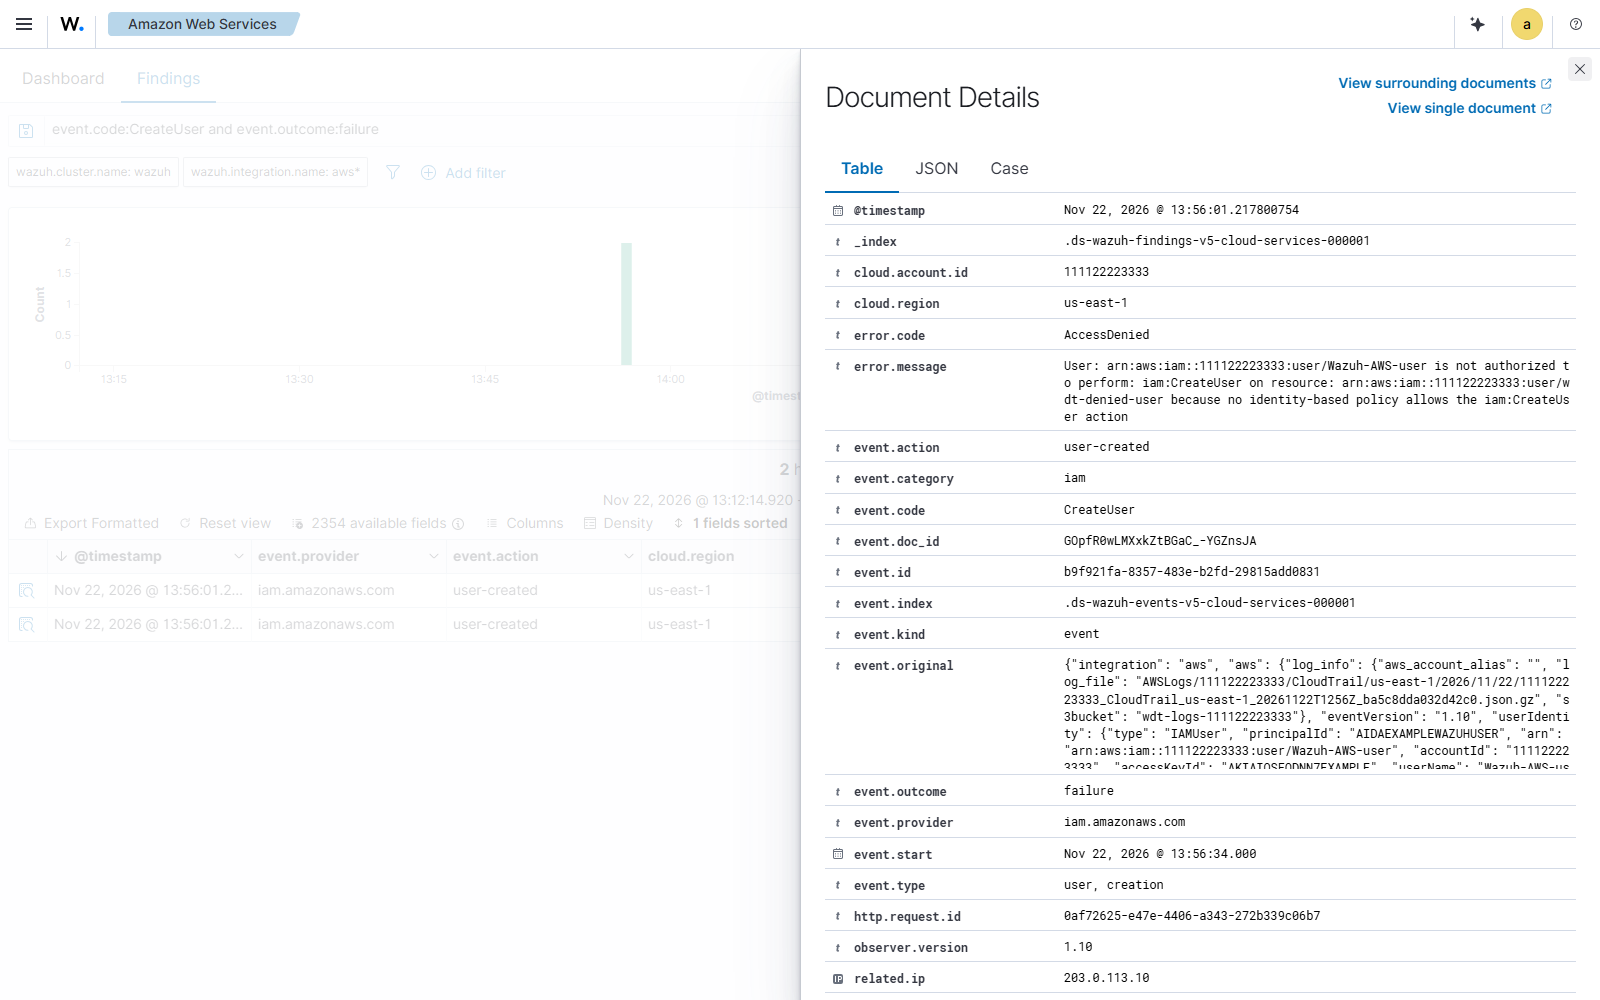 W.
Amazon Web Services
a
Dashboard
Findings
event.code:CreateUser and event.outcome:failure
wazuh.cluster.name: wazuh
wazuh.integration.name: aws*
Add filter
Count
2
1.5
1
0.5
0
13:15
13:30
13:45
14:00
@timest
2 h
Nov 22, 2026 @ 13:12:14.920 -
Export Formatted
Reset view
2354 available fields
Columns
Density
1 fields sorted
@timestamp
event.provider
event.action
cloud.region
Nov 22, 2026 @ 13:56:01.2...
iam.amazonaws.com
user-created
us-east-1
Nov 22, 2026 @ 13:56:01.2...
iam.amazonaws.com
user-created
us-east-1
Document Details
View surrounding documents
View single document
Table
JSON
Case
@timestamp
Nov 22, 2026 @ 13:56:01.217800754
t _index
.ds-wazuh-findings-v5-cloud-services-000001
t cloud.account.id
111122223333
t cloud.region
us-east-1
t error.code
AccessDenied
t error.message
User: arn:aws:iam::111122223333:user/Wazuh-AWS-user is not authorized t
o perform: iam:CreateUser on resource: arn:aws:iam::111122223333:user/w
dt-denied-user because no identity-based policy allows the iam:CreateUs
er action
t event.action
user-created
t event.category
iam
t event.code
CreateUser
t event.doc_id
GOpfR0wLMXxkZtBGaC_-YGZnsJA
t event.id
b9f921fa-8357-483e-b2fd-29815add0831
t event.index
.ds-wazuh-events-v5-cloud-services-000001
t event.kind
event
t event.original
{"integration": "aws", "aws": {"log_info": {"aws_account_alias": "", "l
og_file": "AWSLogs/111122223333/CloudTrail/us-east-1/2026/11/22/1111222
23333_CloudTrail_us-east-1_20261122T1256Z_ba5c8dda032d42c0.json.gz", "s
3bucket": "wdt-logs-111122223333"}, "eventVersion": "1.10", "userIdenti
ty": {"type": "IAMUser", "principalId": "AIDAEXAMPLEWAZUHUSER", "arn":
"arn:aws:iam::111122223333:user/Wazuh-AWS-user", "accountId": "11112222
3333", "accessKeyId": "AKIAIOSFODNN7EXAMPLE", "userName": "Wazuh-AWS-us
t event.outcome
failure
t event.provider
iam.amazonaws.com
event.start
Nov 22, 2026 @ 13:56:34.000
t event.type
user, creation
t http.request.id
0af72625-e47e-4406-a343-272b339c06b7
t observer.version
1.10
related.ip
203.0.113.10